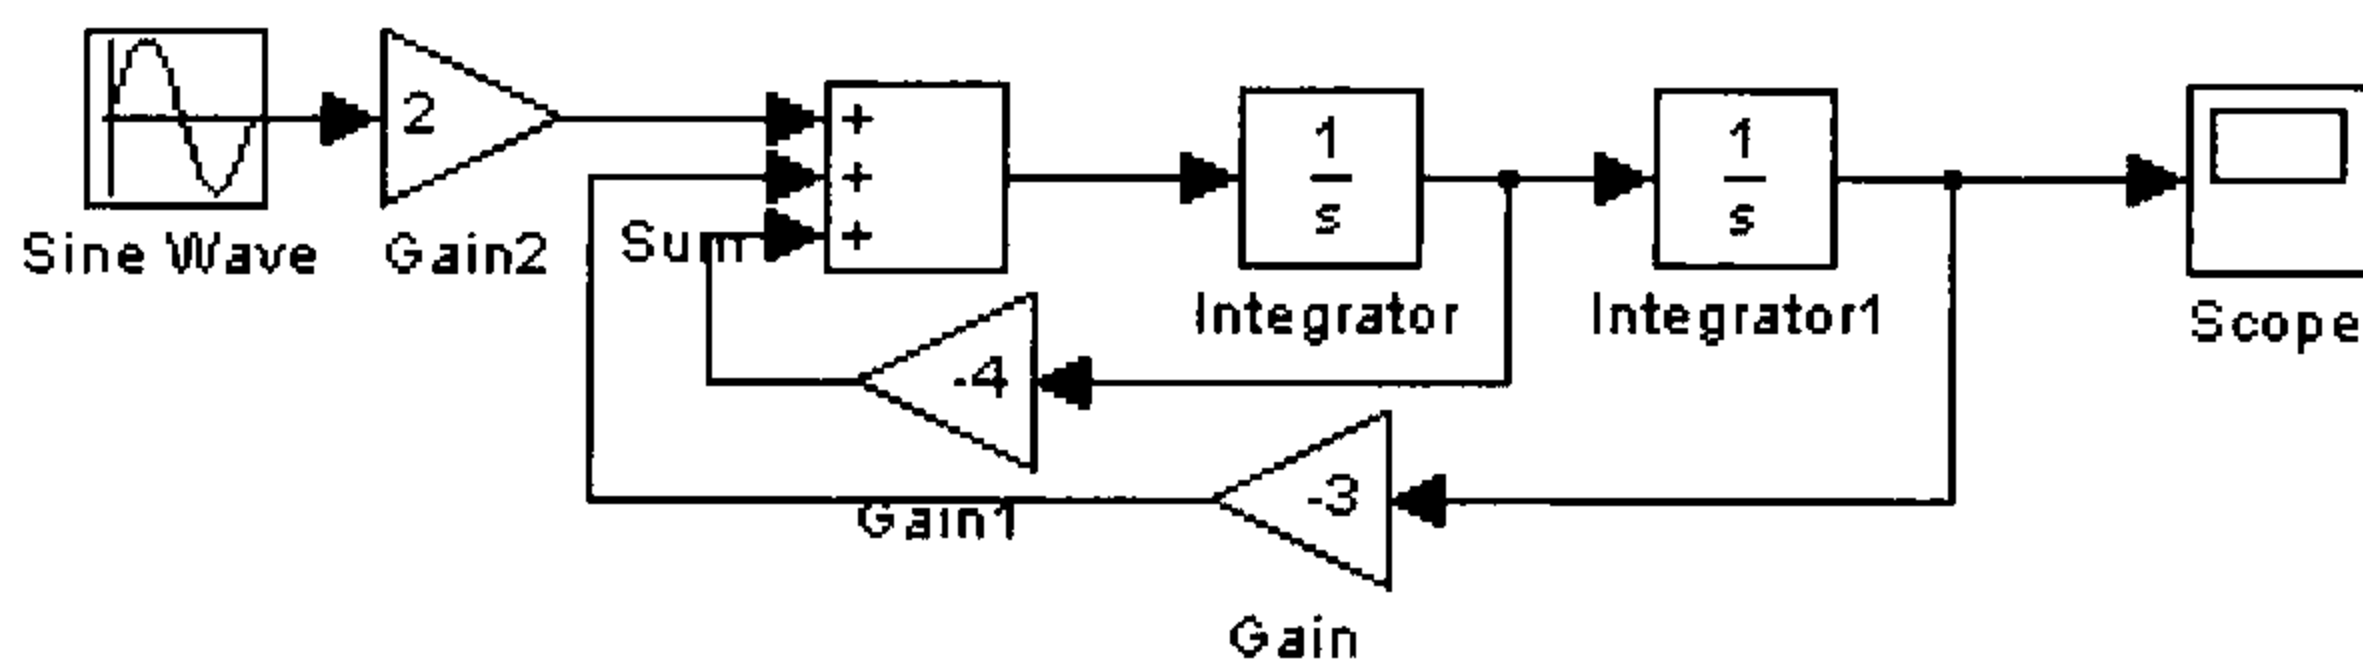 2
+
+
+
1
s
1
s
Sine Wave
Gain2
Sum
Integrator
Integrator1
Scope
-4
-3
Gain1
Gain